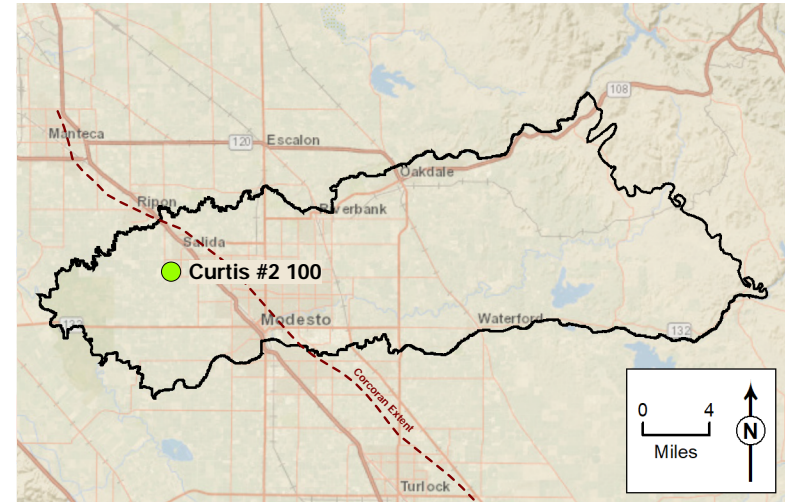 108
Manteca
120
Escalon
Oakdale
Ripon
Riverbank
Salida
Curtis #2 100
132
Modesto
Waterford
132
Corcoran Extent
0 4
Miles
N
Turlock